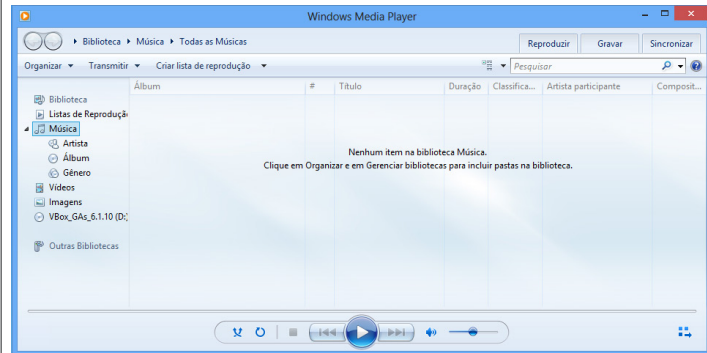 Windows Media Player
Biblioteca Música Todas as Músicas
Reproduzir Gravar Sincronizar
Organizar Transmitir Criar lista de reprodução Pesquisar
Álbum # Título Duração Classifica... Artista participante Composit...
Biblioteca
Listas de Reproduçã
Música
Artista
Álbum
Gênero
Vídeos
Imagens
VBox_GAs_6.1.10 (D:)
Outras Bibliotecas
Nenhum item na biblioteca Música.
Clique em Organizar e em Gerenciar bibliotecas para incluir pastas na biblioteca.